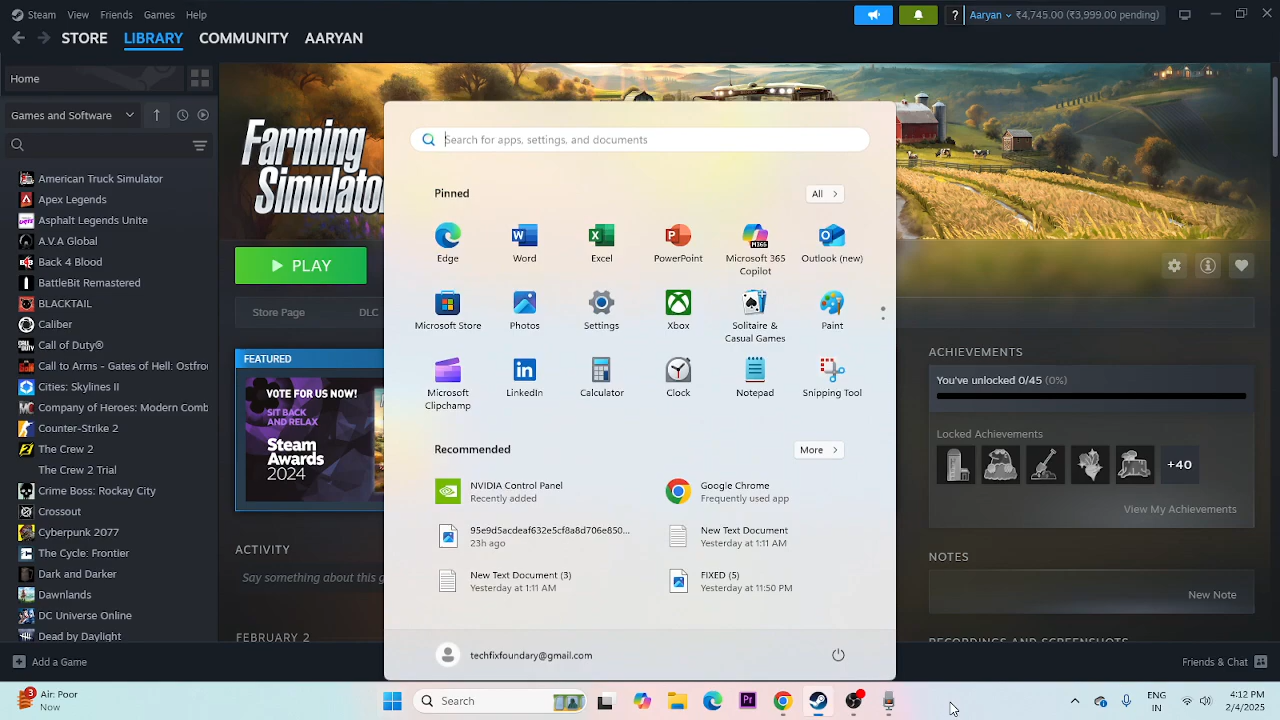 Steam
View
Friends
Games
Help
Aaryan
₹4,745.00 (₹3,999.00 pending)
STORE
LIBRARY
COMMUNITY
AARYAN
Home
Games and Software
American Truck Simulator
Apex Legends
Asphalt Legends Unite
A.V.A Global
Back 4 Blood
BattleBit Remastered
BACKTAIL
Calibr
Call of Duty®
Call to Arms - Gates of Hell: Ostfror
Cities: Skylines II
Company of Heroes: Modern Comb
Counter-Strike 2
The Crew 2
The Crew 2 Trial
Crime Boss: Rockay City
Crossout
Cyberpunk 2077
The Cycle: Frontier
Dark and Darker
Dawnlands
DC Universe Online
Dead by Daylight
Add a Game
Farming
Simulato
PLAY
Store Page
DLC
FEATURED
VOTE FOR US NOW!
SIT BACK
AND RELAX
Steam
Awards
2024
ACTIVITY
Say something about this g
FEBRUARY 2
Search for apps, settings, and documents
Pinned
All
Edge
Word
Excel
PowerPoint
M365
Microsoft 365
Copilot
Outlook (new)
Microsoft Store
Photos
Settings
Xbox
Solitaire &
Casual Games
Paint
Microsoft
Clipchamp
LinkedIn
Calculator
Clock
Notepad
Snipping Tool
Recommended
More
NVIDIA Control Panel
Recently added
Google Chrome
Frequently used app
95e9d5acdeaf632e5cf8a8d706e850...
23h ago
New Text Document
Yesterday at 1:11 AM
New Text Document (3)
Yesterday at 1:11 AM
FIXED (5)
Yesterday at 11:50 PM
techfixfoundary@gmail.com
ACHIEVEMENTS
You've unlocked 0/45 (0%)
Locked Achievements
+40
View My Achievements
NOTES
New Note
Friends & Chat
Air: Poor
Now
Search
Pr
ENG
IN
4:12 PM
2/4/2025